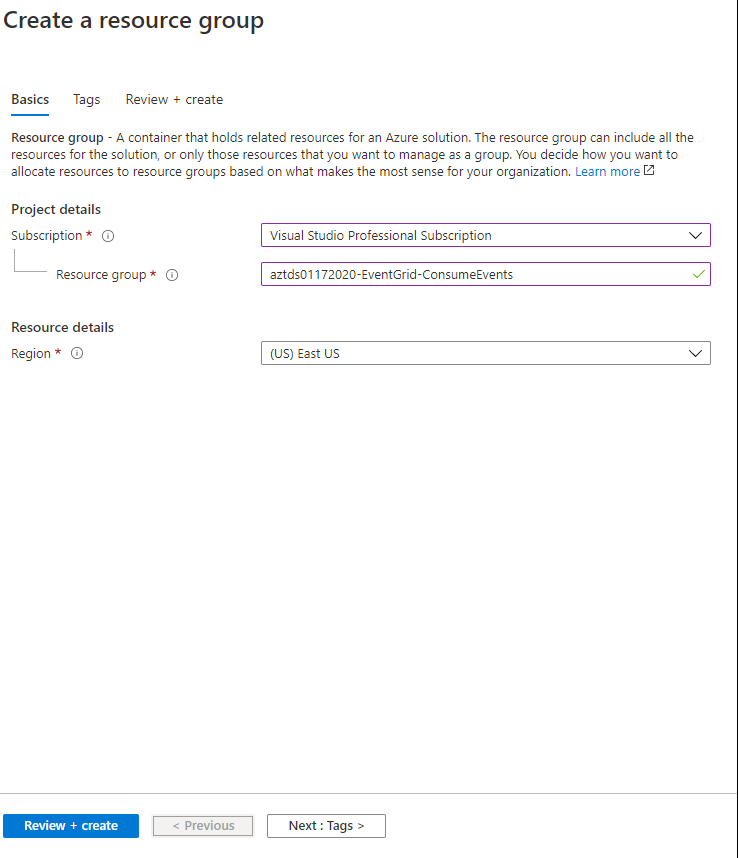 Create a resource group
Basics Tags Review + create
Resource group - A container that holds related resources for an Azure solution. The resource group can include all the
resources for the solution, or only those resources that you want to manage as a group. You decide how you want to
allocate resources to resource groups based on what makes the most sense for your organization. Learn more
Project details
Subscription * Visual Studio Professional Subscription
Resource group * aztds01172020-EventGrid-ConsumeEvents
Resource details
Region * (US) East US
Review + create < Previous Next : Tags >